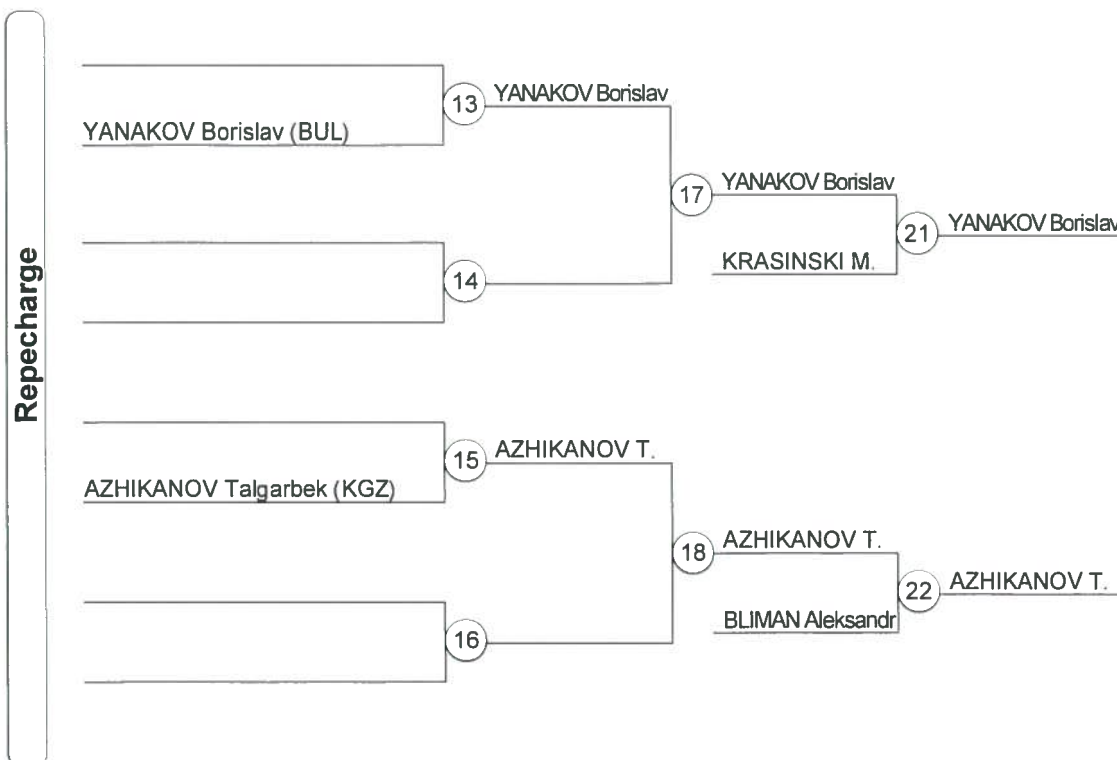 Repecharge
13
YANAKOV Borislav
YANAKOV Borislav (BUL)
17
YANAKOV Borislav
21
YANAKOV Borislav
KRASINSKI M.
14
15
AZHIKANOV T.
AZHIKANOV Talgarbek (KGZ)
18
AZHIKANOV T.
22
AZHIKANOV T.
BLIMAN Aleksandr
16